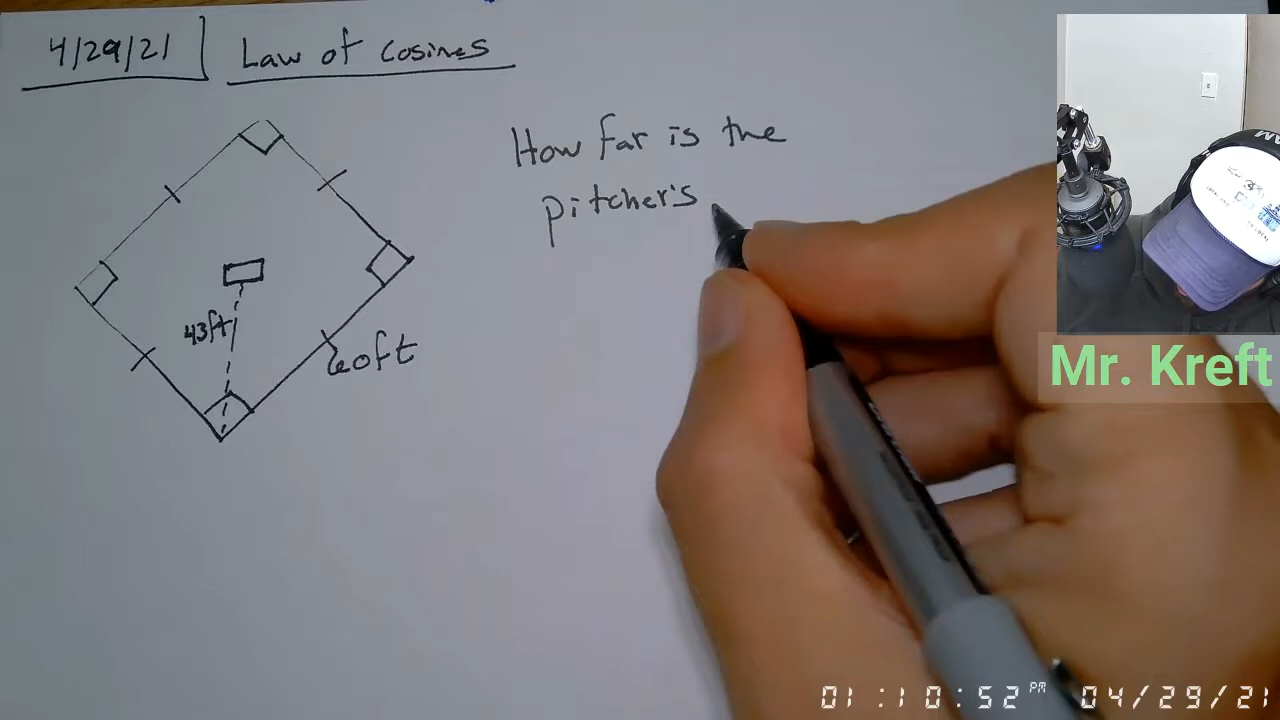 4/29/21 Law of Cosines
How far is the
pitcher's
43ft
60ft
Mr. Kreft
01:10:52 PM 04/29/21